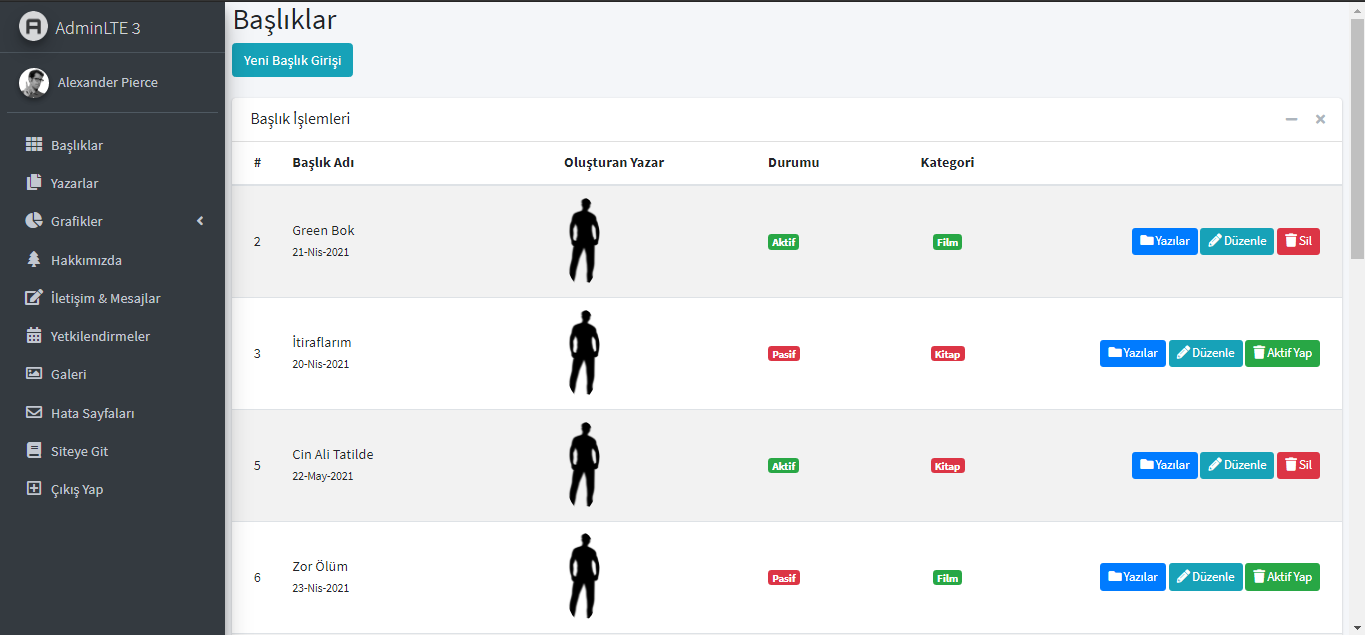 AdminLTE 3
Alexander Pierce
Başlıklar
Yazarlar
Grafikler
Hakkımızda
İletişim & Mesajlar
Yetkilendirmeler
Galeri
Hata Sayfaları
Siteye Git
Çıkış Yap
Başlıklar
Yeni Başlık Girişi
Başlık İşlemleri
# Başlık Adı Oluşturan Yazar Durumu Kategori
2 Green Bok Aktif Film Yazılar Düzenle Sil
21-Nis-2021
3 İtiraflarım Pasif Kitap Yazılar Düzenle Aktif Yap
20-Nis-2021
5 Cin Ali Tatilde Aktif Kitap Yazılar Düzenle Sil
22-May-2021
6 Zor Ölüm Pasif Film Yazılar Düzenle Aktif Yap
23-Nis-2021